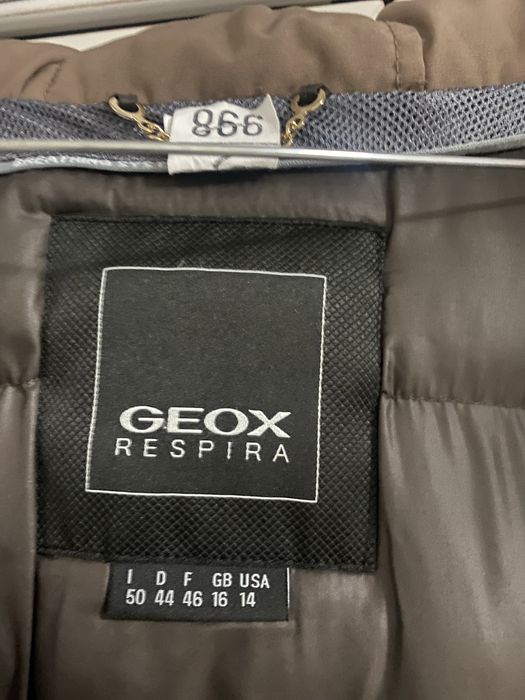 998
GEOX
RESPIRA
I D F GB USA
50 44 46 16 14